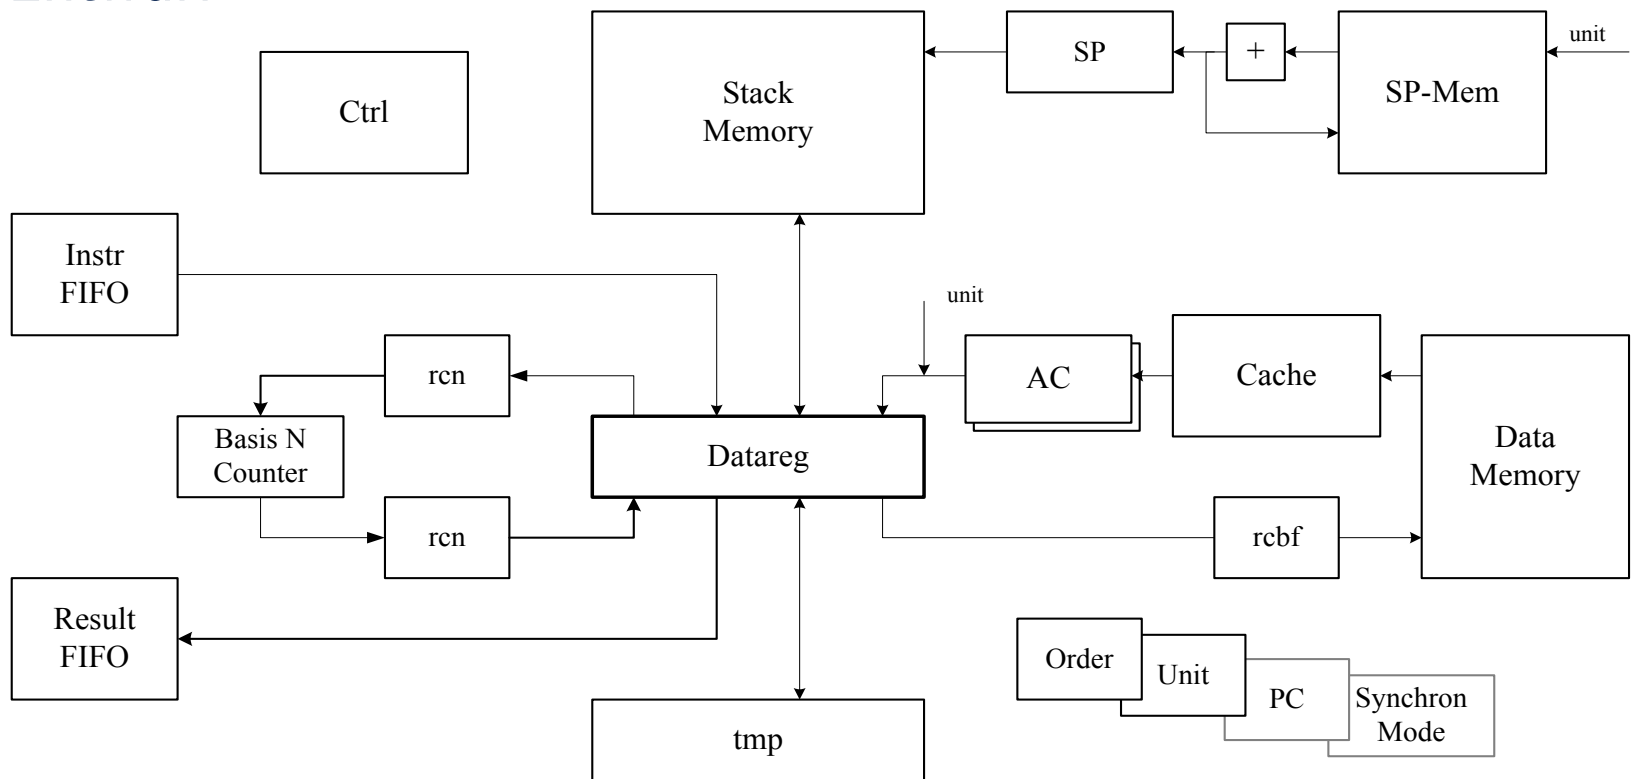 unit
Ctrl
Stack
Memory
SP
+
SP-Mem
Instr
FIFO
unit
rcn
AC
Cache
Basis N
Counter
Datareg
Data
Memory
rcn
rcbf
Result
FIFO
Order
Unit
PC
Synchron
Mode
tmp